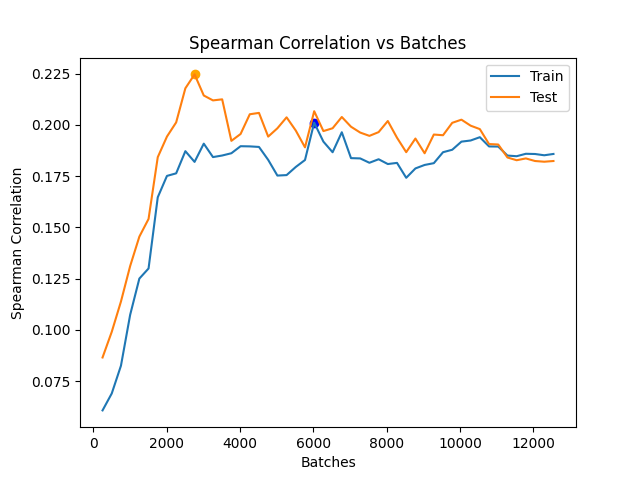 Spearman Correlation vs Batches
Train
Test
Spearman Correlation
0.225
0.200
0.175
0.150
0.125
0.100
0.075
0 2000 4000 6000 8000 10000 12000
Batches